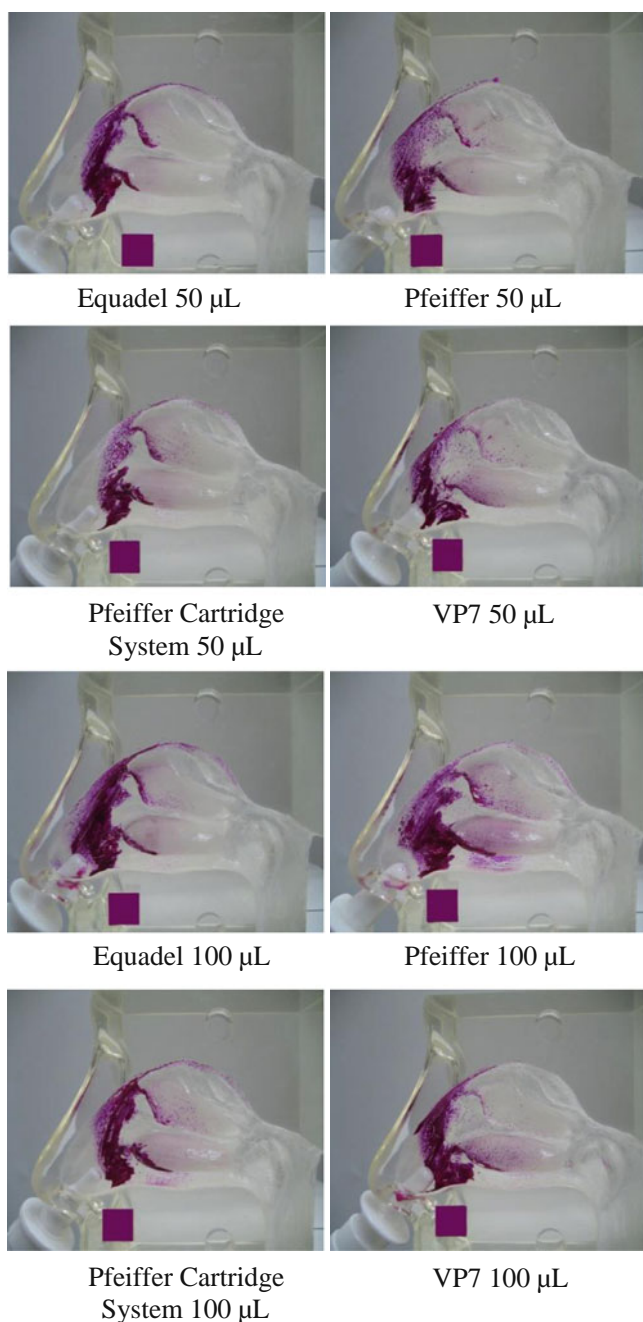 Equadel 50 µL
Pfeiffer 50 µL
Pfeiffer Cartridge
System 50 µL
VP7 50 µL
Equadel 100 µL
Pfeiffer 100 µL
Pfeiffer Cartridge
System 100 µL
VP7 100 µL